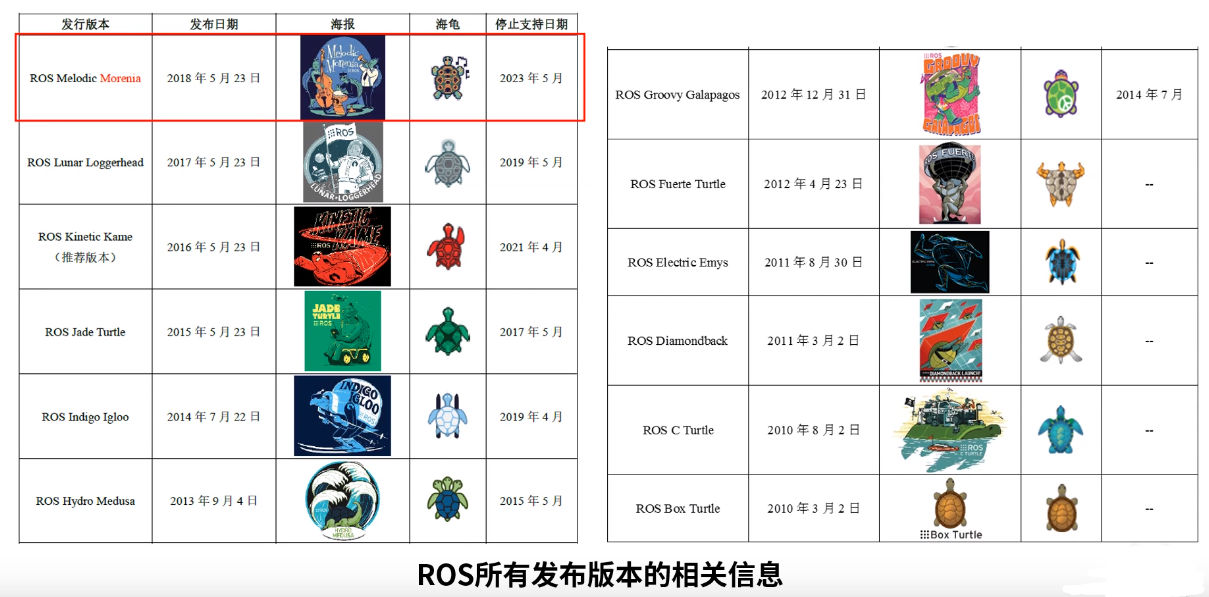 发行版本 发布日期 海报 海龟 停止支持日期
ROS Melodic Morenia 2018 年 5 月 23 日 Melodic Morenia 2023 年 5 月
ROS Lunar Loggerhead 2017 年 5 月 23 日 ROS LUNAR•LOGGERHEAD 2019 年 5 月
ROS Kinetic Kame
（推荐版本）
2016 年 5 月 23 日 KINETIC KAME ROS 2021 年 4 月
ROS Jade Turtle 2015 年 5 月 23 日 JADE TURTLE ROS 2017 年 5 月
ROS Indigo Igloo 2014 年 7 月 22 日 INDIGO IGLOO ROS 2019 年 4 月
ROS Hydro Medusa 2013 年 9 月 4 日 HYDRO MEDUSA 2015 年 5 月
ROS Groovy Galapagos 2012 年 12 月 31 日 ROS GROOVY GALAPAGOS 2014 年 7 月
ROS Fuerte Turtle 2012 年 4 月 23 日 ROS FUERTE --
ROS Electric Emys 2011 年 8 月 30 日 --
ROS Diamondback 2011 年 3 月 2 日 DIAMONDBACK LAUNCH --
ROS C Turtle 2010 年 8 月 2 日 ROS C TURTLE --
ROS Box Turtle 2010 年 3 月 2 日 Box Turtle --
ROS所有发布版本的相关信息